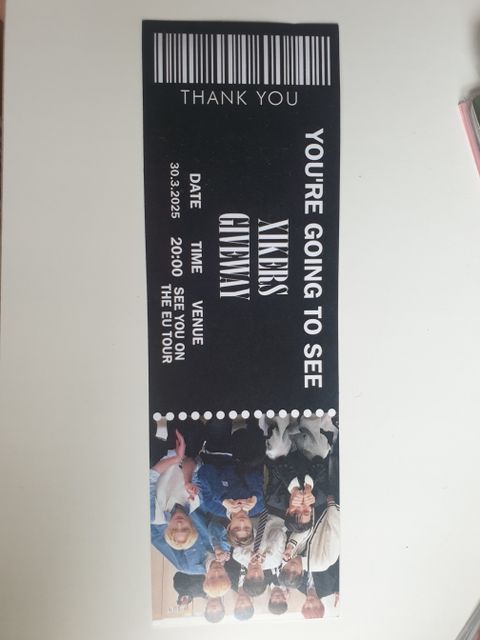 THANK YOU
YOU'RE GOING TO SEE
XIKERS
GIVEWAY
DATE
30.3.2025
TIME
20:00
VENUE
SEE YOU ON
THE EU TOUR